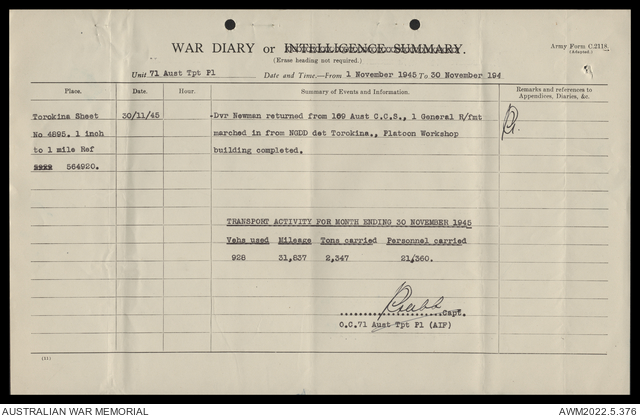 WAR DIARY or INTELLIGENCE SUMMARY.
Army Form C.2118.
(Adapted.)
(Erase heading not required.)
Unit 71 Aust Tpt Pl Date and Time.—From 1 November 1945 To 30 November 194
Place. Date. Hour. Summary of Events and Information. Remarks and references to
Appendices, Diaries, &c.
Torokina Sheet 30/11/45 Dvr Newman returned from 109 Aust C.C.S., 1 General R/fmt
No 4895. 1 inch marched in from NGDD det Torokina., Platoon Workshop
to 1 mile Ref building completed.
564920.
TRANSPORT ACTIVITY FOR MONTH ENDING 30 NOVEMBER 1945
Vehs used Mileage Tons carried Personnel carried
928 31,837 2,347 21,360.
Capt.
O.C.71 Aust Tpt Pl (AIF)
(11)
AUSTRALIAN WAR MEMORIAL AWM2022.5.376